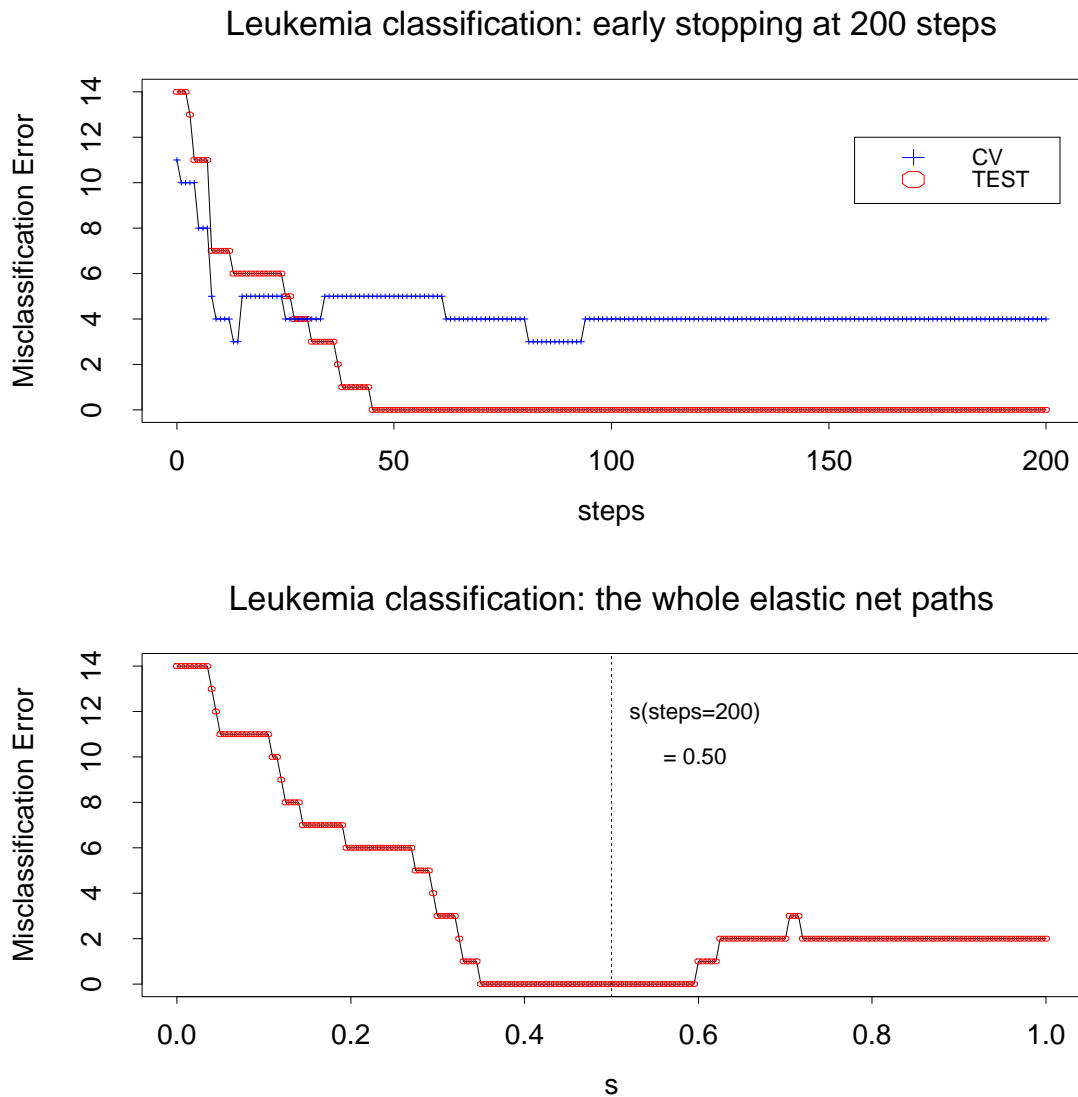 Leukemia classification: early stopping at 200 steps
Misclassification Error
14
12
10
8
6
4
2
0
CV
TEST
0 50 100 150 200
steps
Leukemia classification: the whole elastic net paths
Misclassification Error
14
12
10
8
6
4
2
0
s(steps=200)
= 0.50
0.0 0.2 0.4 0.6 0.8 1.0
s